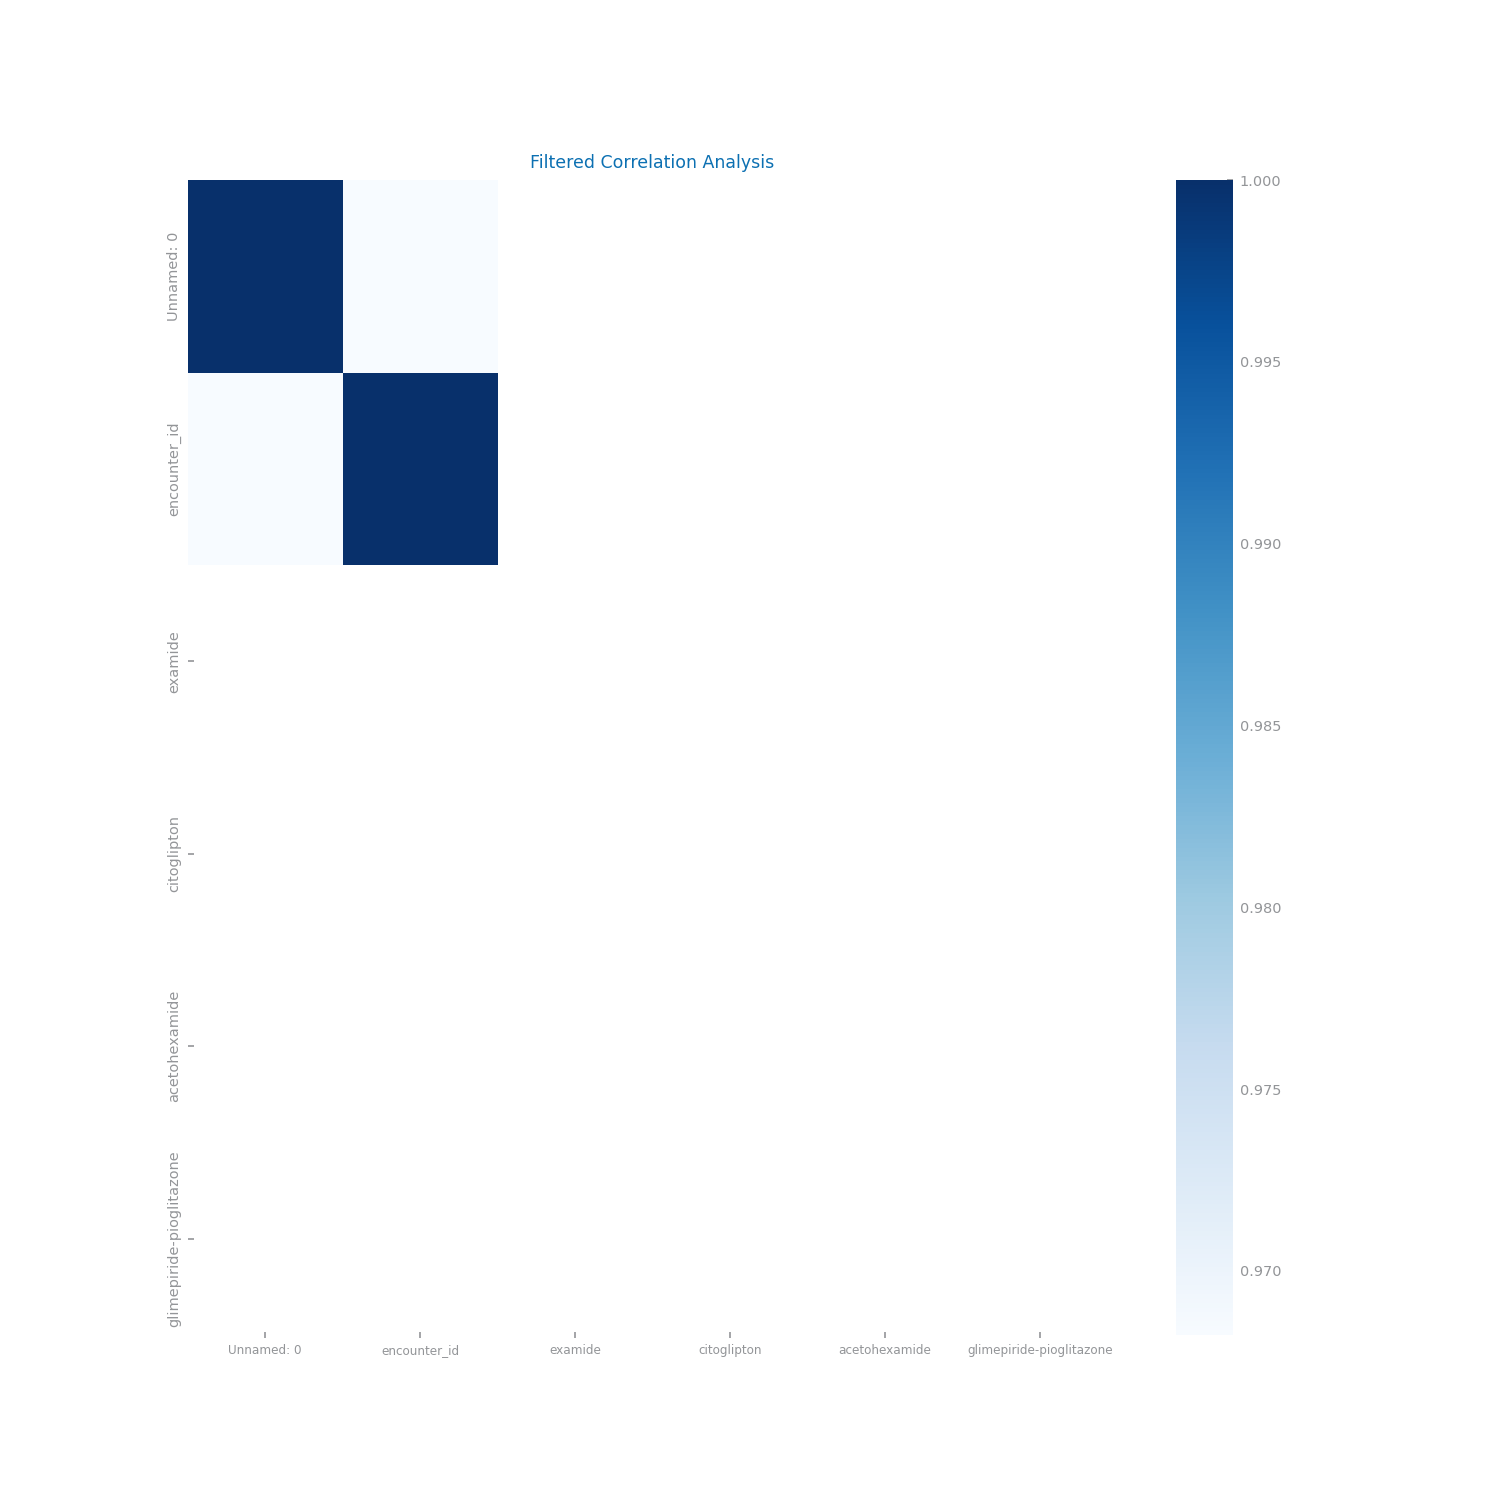 Filtered Correlation Analysis
Unnamed: 0
encounter_id
examide
citoglipton
acetohexamide
glimepiride-pioglitazone
Unnamed: 0
encounter_id
examide
citoglipton
acetohexamide
glimepiride-pioglitazone
1.000
0.995
0.990
0.985
0.980
0.975
0.970